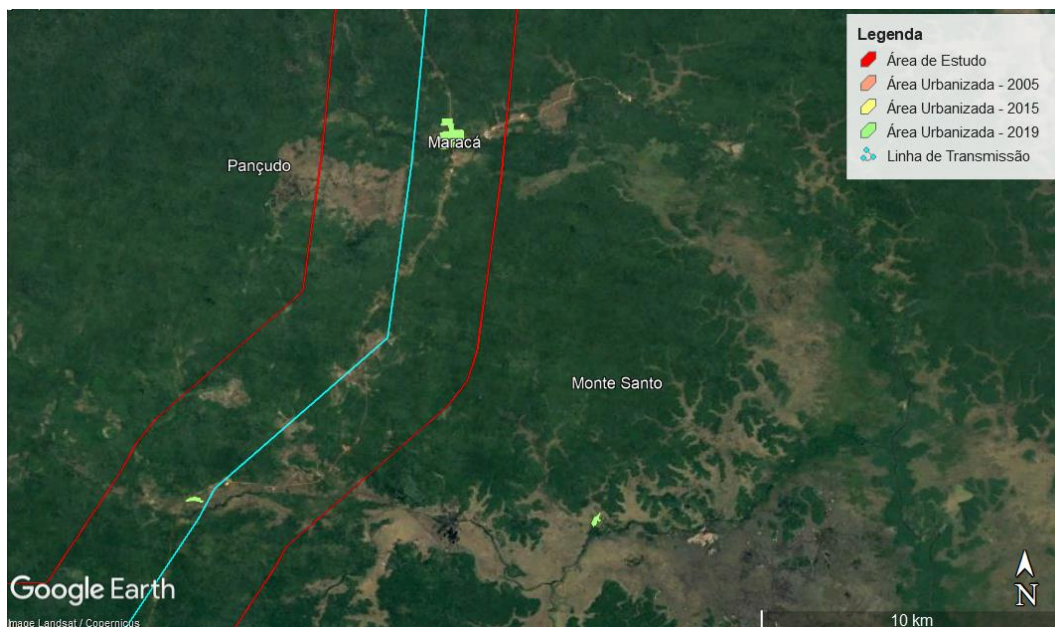 Legenda
Área de Estudo
Área Urbanizada - 2005
Área Urbanizada - 2015
Área Urbanizada - 2019
Linha de Transmissão
Maracá
Pançudo
Monte Santo
Google Earth
Image Landsat / Copernicus
N
10 km